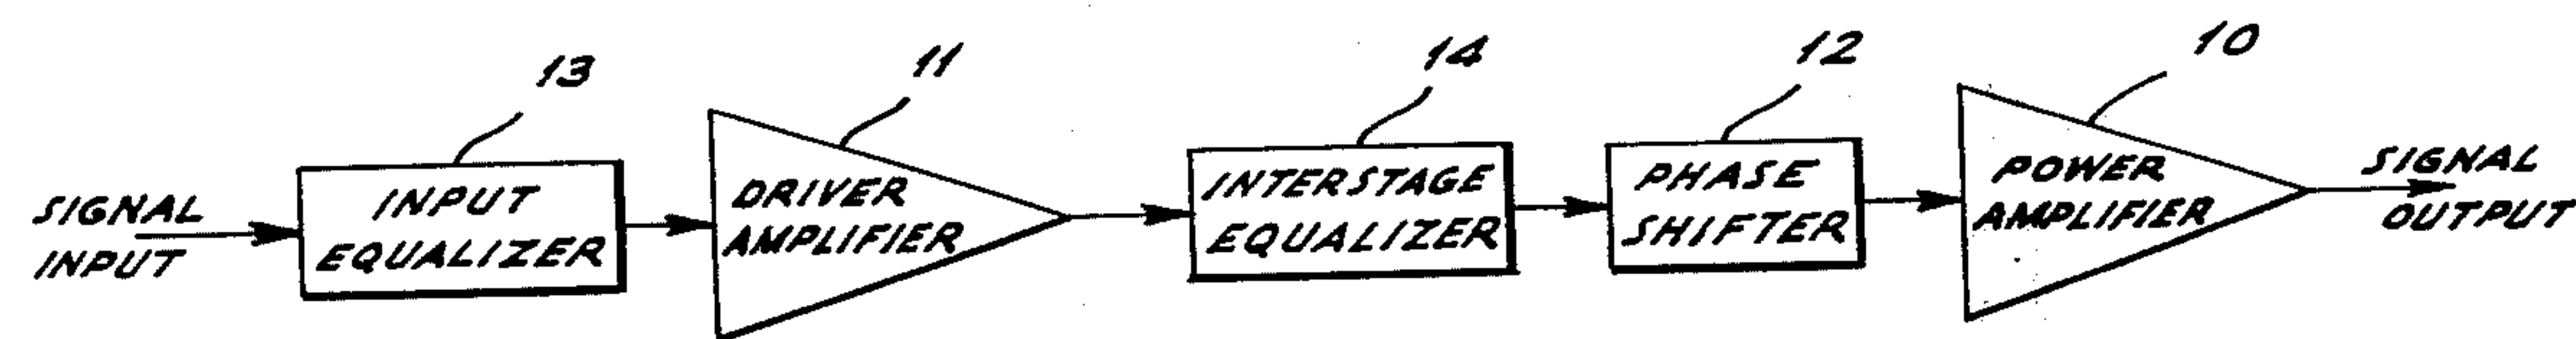 13
11
14
12
10
SIGNAL
INPUT
INPUT
EQUALIZER
DRIVER
AMPLIFIER
INTERSTAGE
EQUALIZER
PHASE
SHIFTER
POWER
AMPLIFIER
SIGNAL
OUTPUT